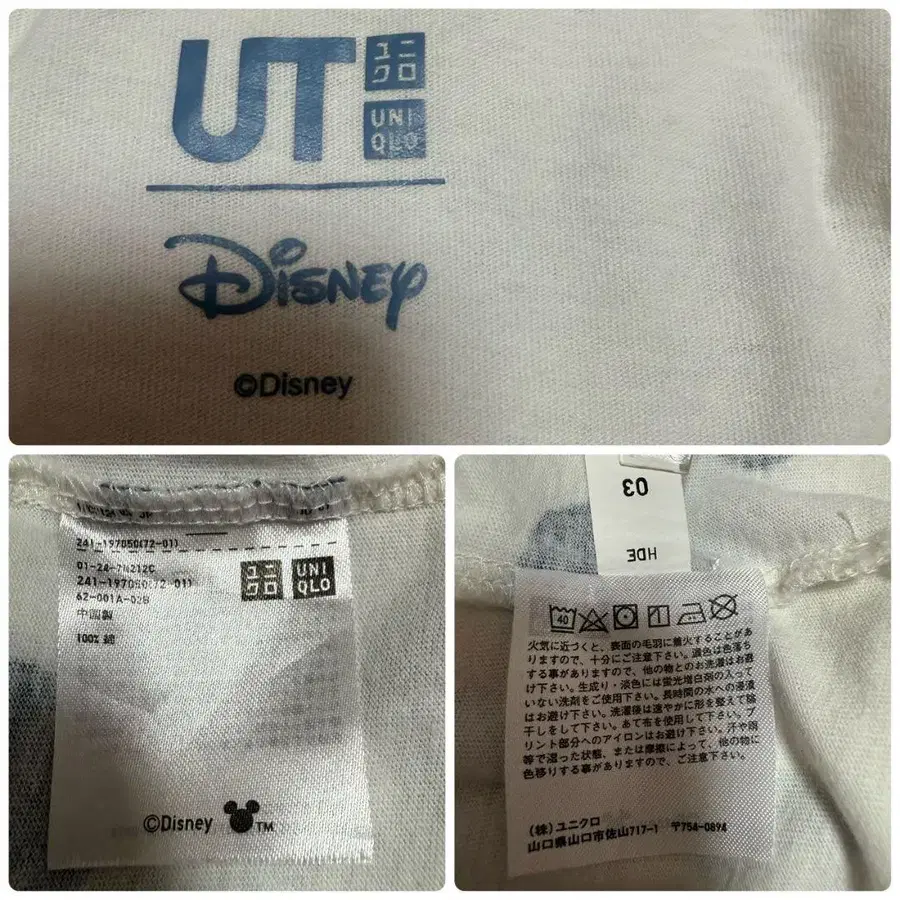 UT
ユニ
クロ
UNI
QLO
Disney
©Disney
241-197050(72-01)
01-2A-7N212C
241-197050(72-01)
62-001A-02B
中国製
100% 綿
ユニ
クロ
UNI
QLO
©Disney TM
03
HDE
40
火気に近づくと、表面の毛羽に着火することがあ
りますので、十分にご注意下さい。濃色は色落ち
する事がありますので、他の物とのお洗濯はお避
け下さい。生成り・淡色には蛍光増白剤の入って
いない洗剤をご使用下さい。長時間の水への浸漬
はお避け下さい。洗濯後は速やかに形を整えて陰
干しをして下さい。あて布を使用して下さい。プ
リント部分へのアイロンはお避け下さい。汗や雨
等で湿った状態、または摩擦によって、他の物に
色移りする事がありますので、ご注意下さい。
(株)ユニクロ
山口県山口市佐山717-1 〒754-0894